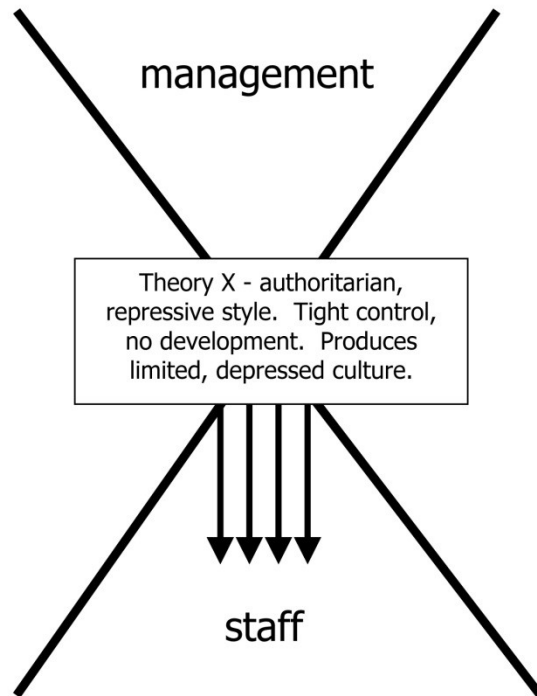 management
Theory X - authoritarian,
repressive style.  Tight control,
no development.  Produces
limited, depressed culture.
staff